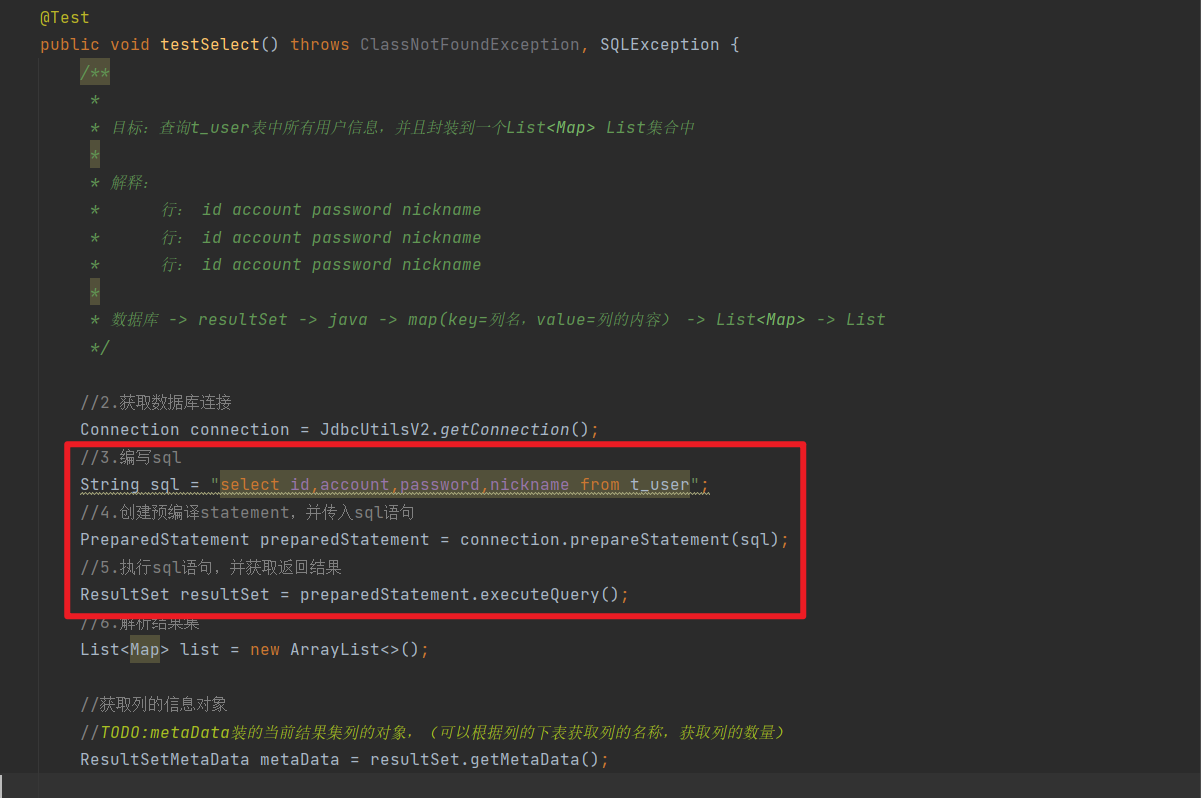 @Test
public void testSelect() throws ClassNotFoundException, SQLException {
/**
*
* 目标：查询t_user表中所有用户信息，并且封装到一个List<Map> List集合中
*
* 解释：
* 行： id account password nickname
* 行： id account password nickname
* 行： id account password nickname
*
* 数据库 -> resultSet -> java -> map(key=列名，value=列的内容） -> List<Map> -> List
*/
//2.获取数据库连接
Connection connection = JdbcUtilsV2.getConnection();
//3.编写sql
String sql = "select id,account,password,nickname from t_user";
//4.创建预编译statement，并传入sql语句
PreparedStatement preparedStatement = connection.prepareStatement(sql);
//5.执行sql语句，并获取返回结果
ResultSet resultSet = preparedStatement.executeQuery();
//6.解析结果集
List<Map> list = new ArrayList<>();
//获取列的信息对象
//TODO:metaData装的当前结果集列的对象，（可以根据列的下表获取列的名称，获取列的数量）
ResultSetMetaData metaData = resultSet.getMetaData();